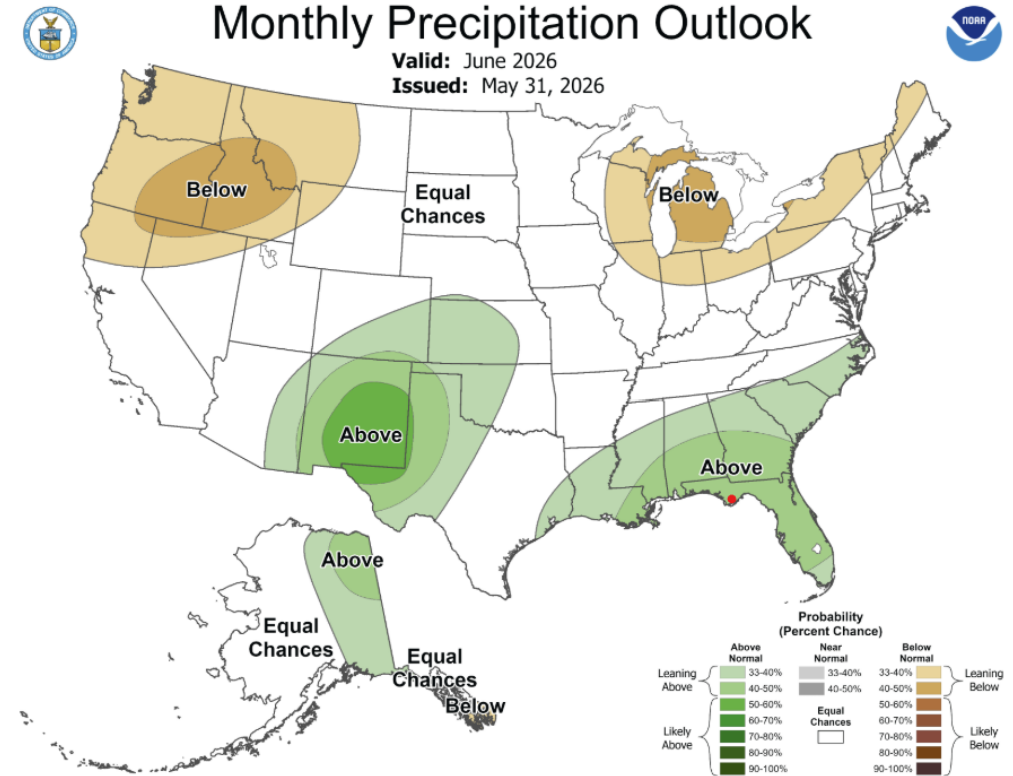 Monthly Precipitation Outlook
Valid: June 2026
Issued: May 31, 2026
NOAA
Below
Equal
Chances
Below
Above
Above
Above
Equal
Chances
Equal
Chances
Below
Probability
(Percent Chance)
Above
Normal
Near
Normal
Below
Normal
Leaning
Above
33-40%
40-50%
33-40%
40-50%
33-40%
40-50%
Leaning
Below
Likely
Above
50-60%
60-70%
70-80%
80-90%
90-100%
Equal
Chances
50-60%
60-70%
70-80%
80-90%
90-100%
Likely
Below